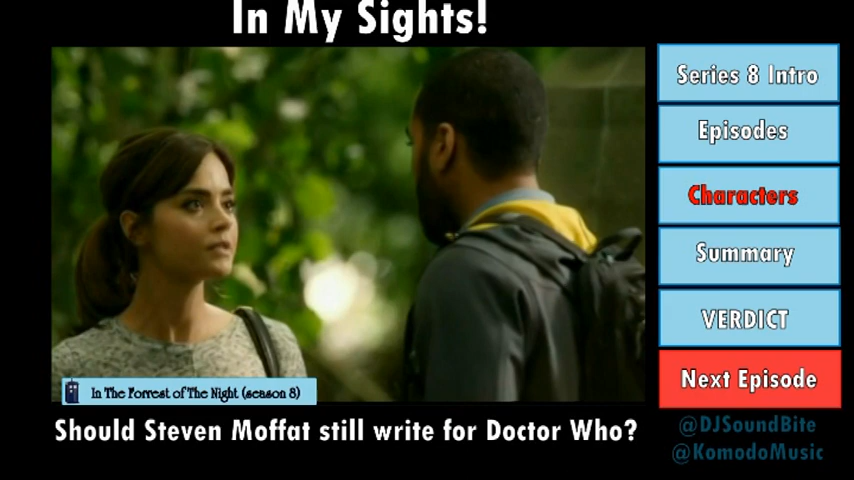 In My Sights!
Series 8 Intro
Episodes
Characters
Summary
VERDICT
Next Episode
In The Forrest of The Night (season 8)
Should Steven Moffat still write for Doctor Who?
@DJSoundBite
@KomodoMusic